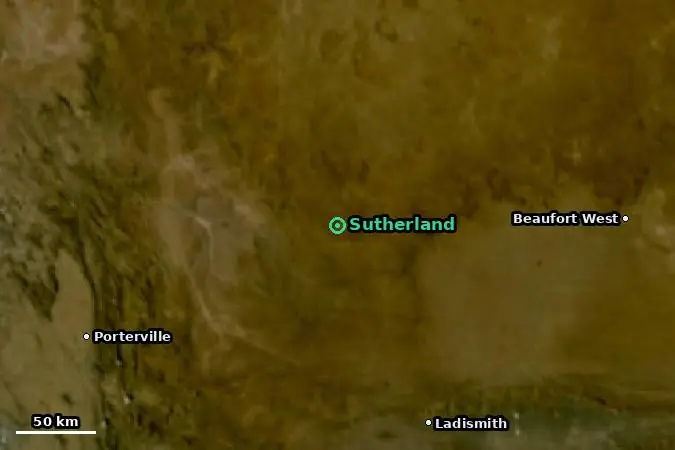 Beaufort West
Sutherland
Porterville
50 km
Ladismith